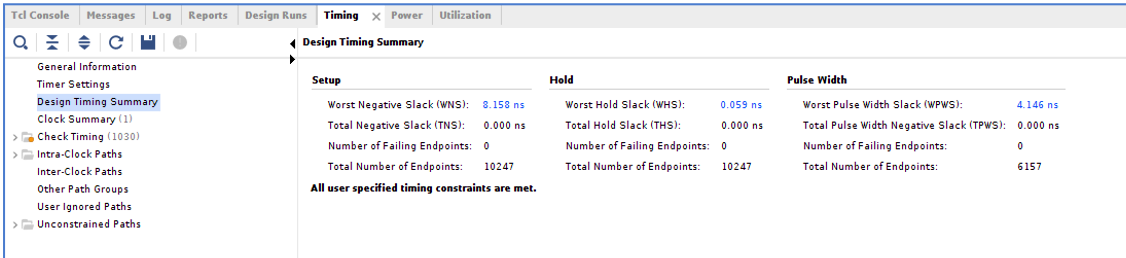 Tcl Console Messages Log Reports Design Runs Timing × Power Utilization
Design Timing Summary
General Information
Timer Settings
Design Timing Summary
Clock Summary (1)
Check Timing (1030)
Intra-Clock Paths
Inter-Clock Paths
Other Path Groups
User Ignored Paths
Unconstrained Paths
Setup
Worst Negative Slack (WNS): 8.158 ns
Total Negative Slack (TNS): 0.000 ns
Number of Failing Endpoints: 0
Total Number of Endpoints: 10247
Hold
Worst Hold Slack (WHS): 0.059 ns
Total Hold Slack (THS): 0.000 ns
Number of Failing Endpoints: 0
Total Number of Endpoints: 10247
Pulse Width
Worst Pulse Width Slack (WPWS): 4.146 ns
Total Pulse Width Negative Slack (TPWS): 0.000 ns
Number of Failing Endpoints: 0
Total Number of Endpoints: 6157
All user specified timing constraints are met.